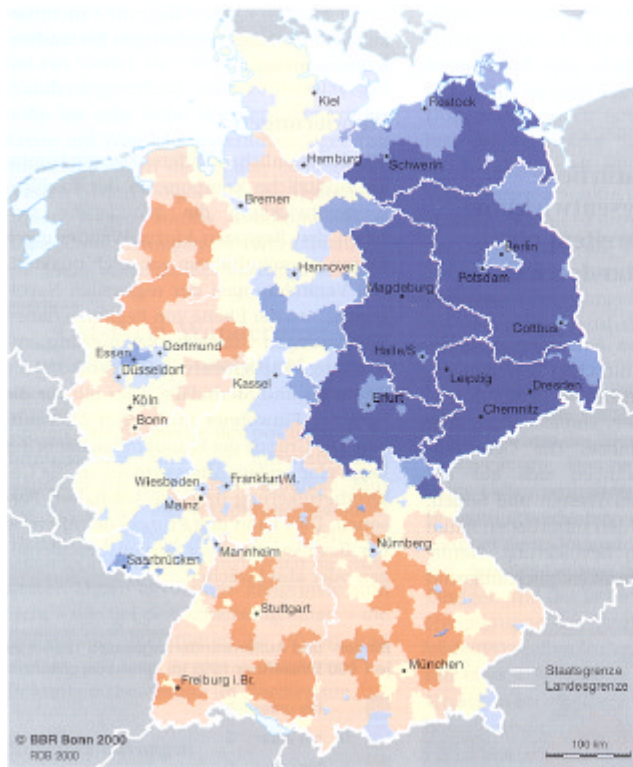 Kiel
Rostock
Schwerin
Hamburg
Bremen
Berlin
Hannover
Potsdam
Magdeburg
Cottbus
Essen
Dortmund
Halle/S.
Düsseldorf
Kassel
Leipzig
Dresden
Erfurt
Köln
Chemnitz
Bonn
Wiesbaden
Frankfurt/M.
Mainz
Nürnberg
Mannheim
Saarbrücken
Stuttgart
München
Staatsgrenze
Freiburg i.Br.
Landesgrenze
© BBR Bonn 2000
ROB 2000
100 km